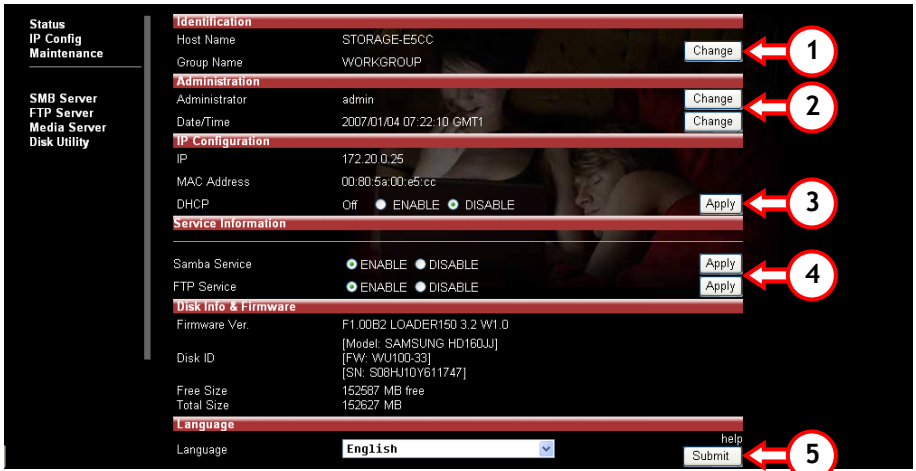 Status
IP Config
Maintenance
SMB Server
FTP Server
Media Server
Disk Utility
Identification
Host Name STORAGE-E5CC
Group Name WORKGROUP
Change
1
Administration
Administrator admin Change
Date/Time 2007/01/04 07:22:10 GMT1 Change
2
IP Configuration
IP 172.20.0.25
MAC Address 00:80:5a:00:e5:cc
DHCP Off ENABLE DISABLE Apply
3
Service Information
Samba Service ENABLE DISABLE Apply
FTP Service ENABLE DISABLE Apply
4
Disk Info & Firmware
Firmware Ver. F1.00B2 LOADER150 3.2 W1.0
Disk ID
[Model: SAMSUNG HD160JJ]
[FW: WU100-33]
[SN: S08HJ10Y611747]
Free Size 152587 MB free
Total Size 152627 MB
Language
help
Language English Submit
5